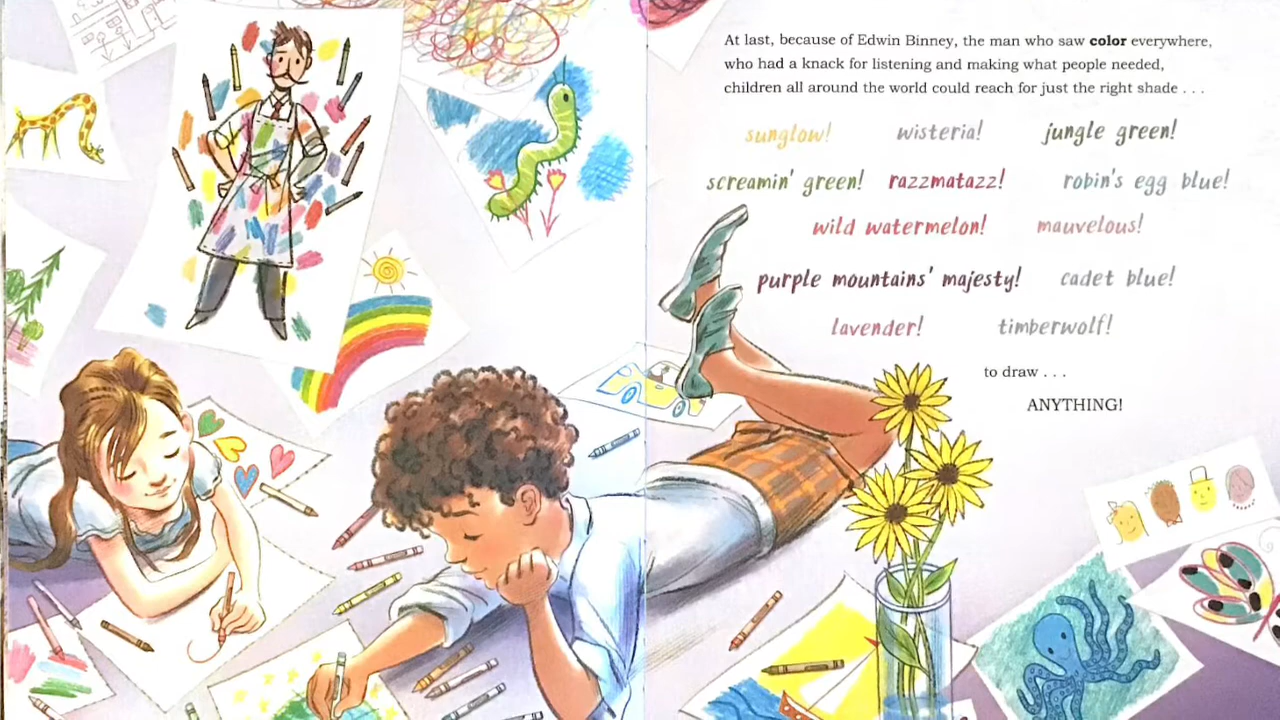 At last, because of Edwin Binney, the man who saw color everywhere,
who had a knack for listening and making what people needed,
children all around the world could reach for just the right shade . . .
sunglow! wisteria! jungle green!
screamin' green! razzmatazz! robin's egg blue!
wild watermelon! mauvelous!
purple mountains' majesty! cadet blue!
lavender! timberwolf!
to draw . . .
ANYTHING!